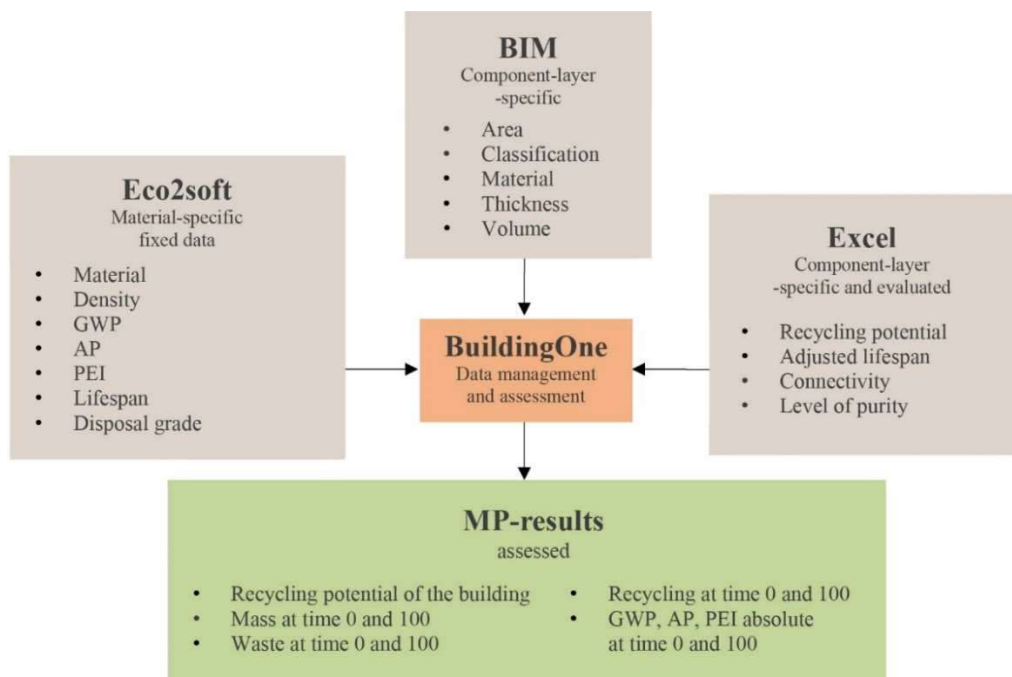 BIM
Component-layer
-specific
• Area
• Classification
• Material
• Thickness
• Volume
Eco2soft
Material-specific
fixed data
• Material
• Density
• GWP
• AP
• PEI
• Lifespan
• Disposal grade
BuildingOne
Data management
and assessment
Excel
Component-layer
-specific and evaluated
• Recycling potential
• Adjusted lifespan
• Connectivity
• Level of purity
MP-results
assessed
• Recycling potential of the building
• Mass at time 0 and 100
• Waste at time 0 and 100
• Recycling at time 0 and 100
• GWP, AP, PEI absolute
at time 0 and 100